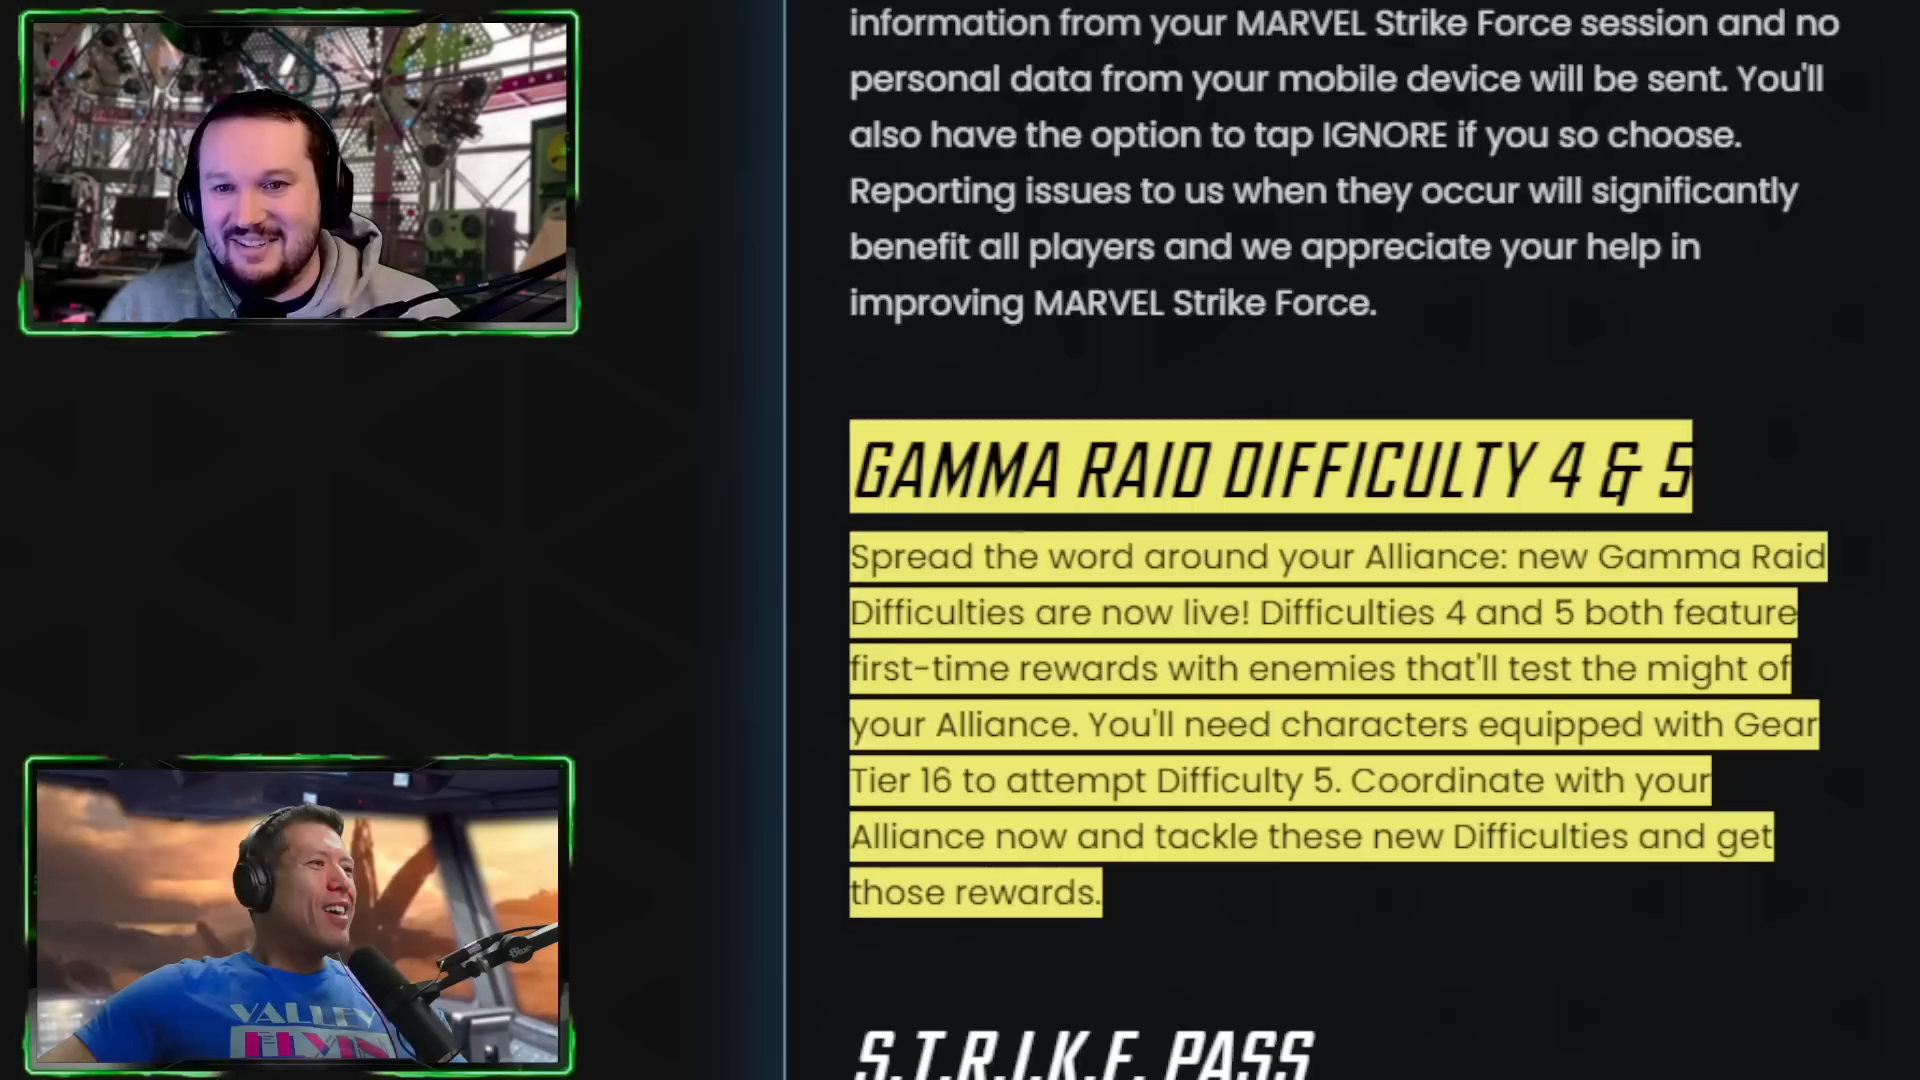 information from your MARVEL Strike Force session and no
personal data from your mobile device will be sent. You'll
also have the option to tap IGNORE if you so choose.
Reporting issues to us when they occur will significantly
benefit all players and we appreciate your help in
improving MARVEL Strike Force.
GAMMA RAID DIFFICULTY 4 & 5
Spread the word around your Alliance: new Gamma Raid
Difficulties are now live! Difficulties 4 and 5 both feature
first-time rewards with enemies that'll test the might of
your Alliance. You'll need characters equipped with Gear
Tier 16 to attempt Difficulty 5. Coordinate with your
Alliance now and tackle these new Difficulties and get
those rewards.
S.T.R.I.K.E. PASS
VALLEY
Blue